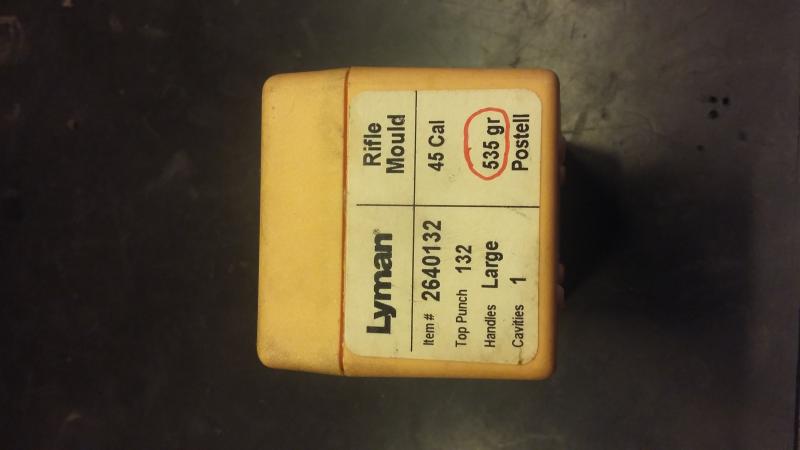 Lyman®
Rifle
Mould
Item # 2640132
45 Cal
Top Punch 132
Handles Large
535 gr
Cavities 1
Postell